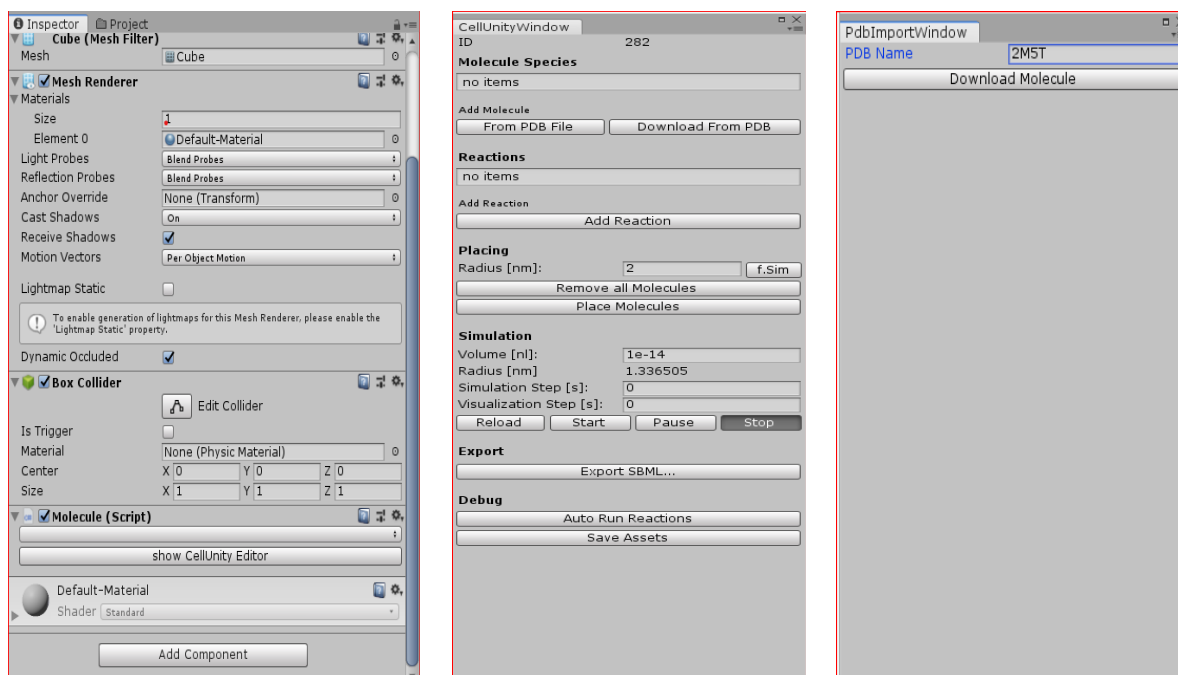 Inspector Project
Cube (Mesh Filter)
Mesh Cube
Mesh Renderer
Materials
Size 1
Element 0 Default-Material
Light Probes Blend Probes
Reflection Probes Blend Probes
Anchor Override None (Transform)
Cast Shadows On
Receive Shadows
Motion Vectors Per Object Motion
Lightmap Static
To enable generation of lightmaps for this Mesh Renderer, please enable the
'Lightmap Static' property.
Dynamic Occluded
Box Collider
Edit Collider
Is Trigger
Material None (Physic Material)
Center X 0 Y 0 Z 0
Size X 1 Y 1 Z 1
Molecule (Script)
show CellUnity Editor
Default-Material
Shader Standard
Add Component
CellUnityWindow
ID 282
Molecule Species
no items
Add Molecule
From PDB File Download From PDB
Reactions
no items
Add Reaction
Add Reaction
Placing
Radius [nm]: 2 f.Sim
Remove all Molecules
Place Molecules
Simulation
Volume [nl]: 1e-14
Radius [nm] 1.336505
Simulation Step [s]: 0
Visualization Step [s]: 0
Reload Start Pause Stop
Export
Export SBML...
Debug
Auto Run Reactions
Save Assets
PdbImportWindow
PDB Name 2M5T
Download Molecule